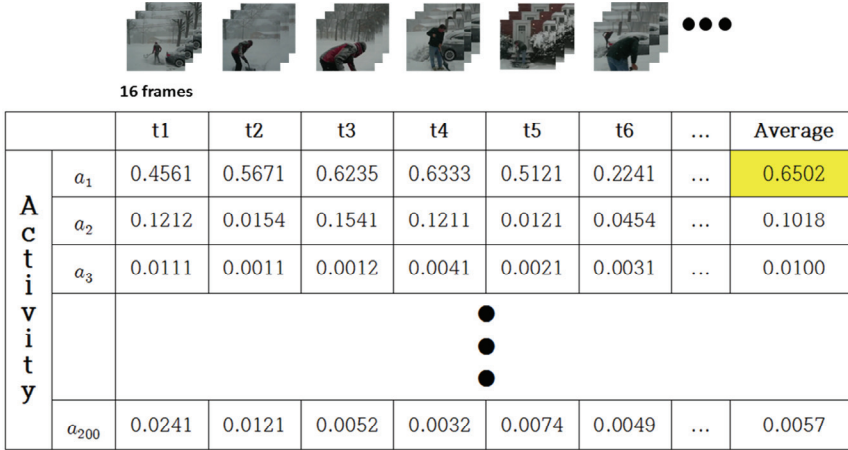 16 frames
t1 t2 t3 t4 t5 t6 ... Average
Activity
a1 0.4561 0.5671 0.6235 0.6333 0.5121 0.2241 ... 0.6502
a2 0.1212 0.0154 0.1541 0.1211 0.0121 0.0454 ... 0.1018
a3 0.0111 0.0011 0.0012 0.0041 0.0021 0.0031 ... 0.0100
a200 0.0241 0.0121 0.0052 0.0032 0.0074 0.0049 ... 0.0057